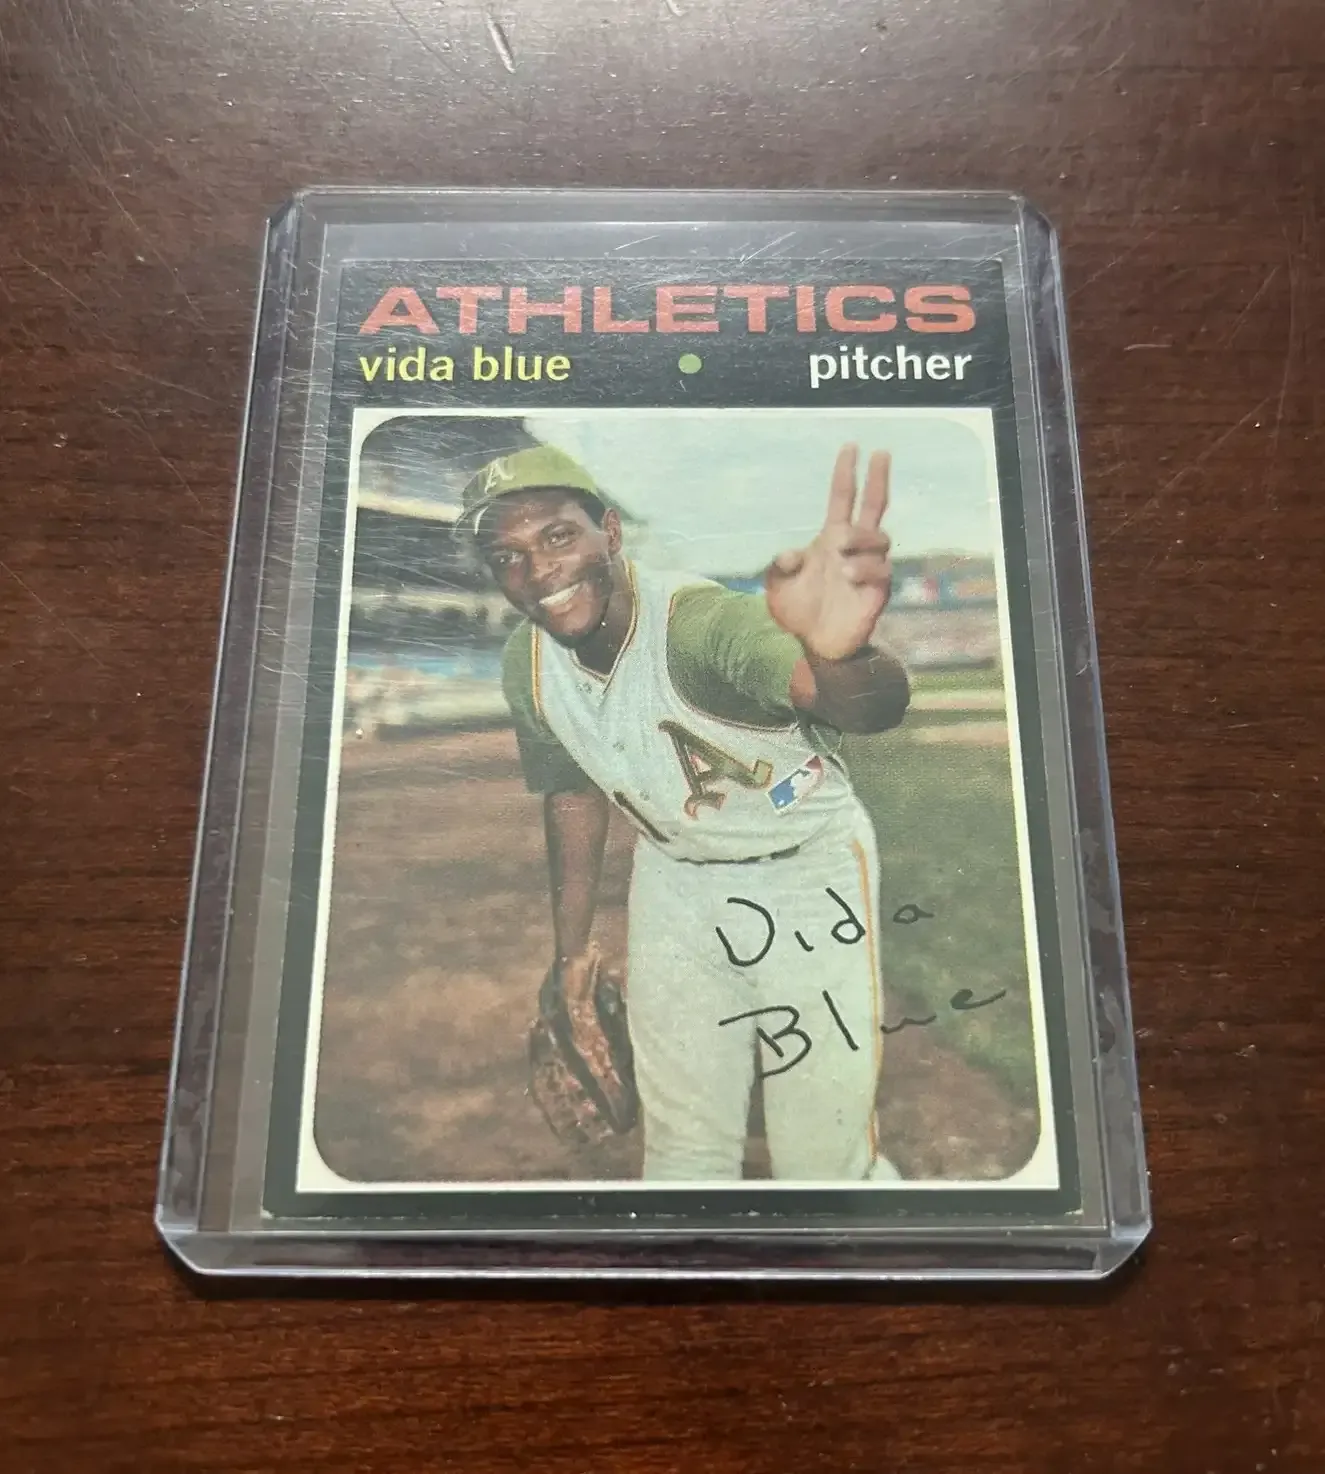 ATHLETICS
vida blue • pitcher
A
A
Vida
Blue